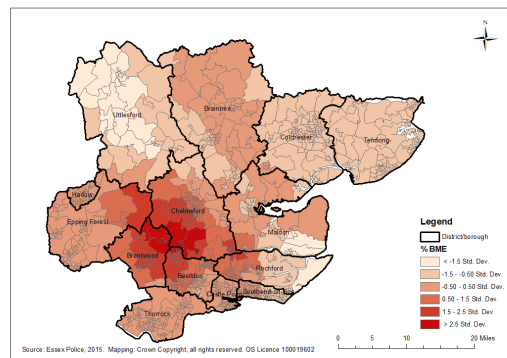 N
Uttlesford
Braintree
Colchester
Tendring
Harlow
Epping Forest
Chelmsford
Maldon
Brentwood
Basildon
Rochford
Castle Point
Southend-on-Sea
Thurrock
Legend
District/borough
%BME
< -1.5 Std. Dev.
-1.5 - -0.50 Std. Dev.
-0.50 - 0.50 Std. Dev.
0.50 - 1.5 Std. Dev.
1.5 - 2.5 Std. Dev.
> 2.5 Std. Dev.
0 5 10 20 Miles
Source: Essex Police, 2015. Mapping: Crown Copyright, all rights reserved. OS Licence 100019602